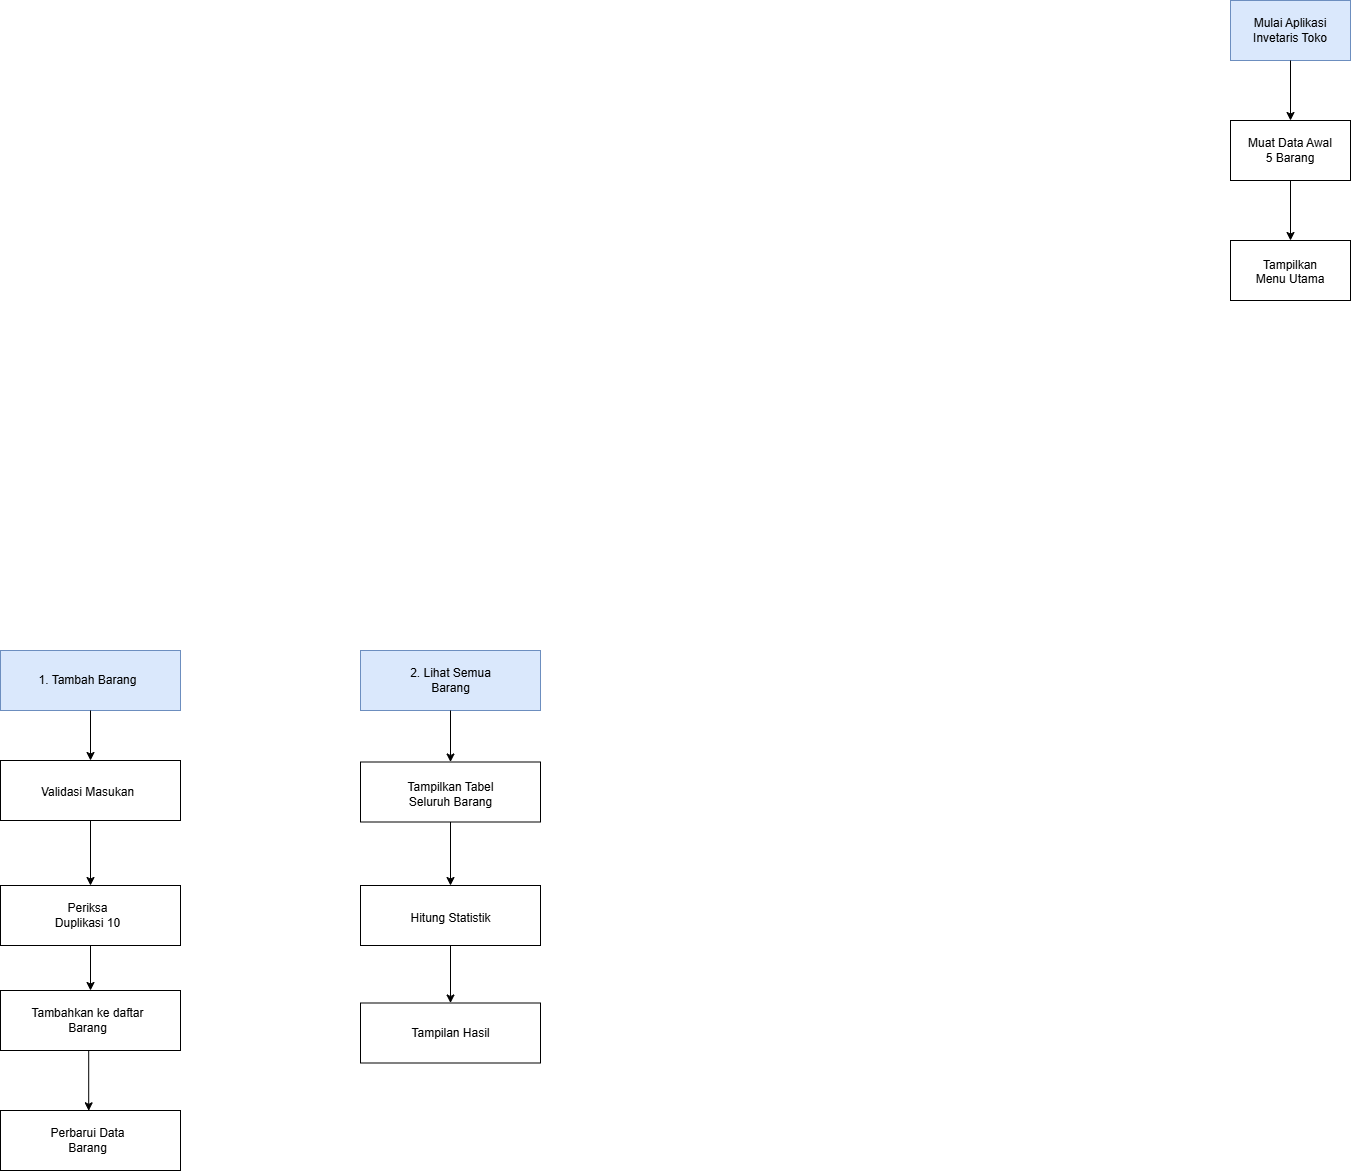 Mulai Aplikasi
Invetaris Toko
Muat Data Awal
5 Barang
Tampilkan
Menu Utama
1. Tambah Barang
Validasi Masukan
Periksa
Duplikasi 10
Tambahkan ke daftar
Barang
Perbarui Data
Barang
2. Lihat Semua
Barang
Tampilkan Tabel
Seluruh Barang
Hitung Statistik
Tampilan Hasil